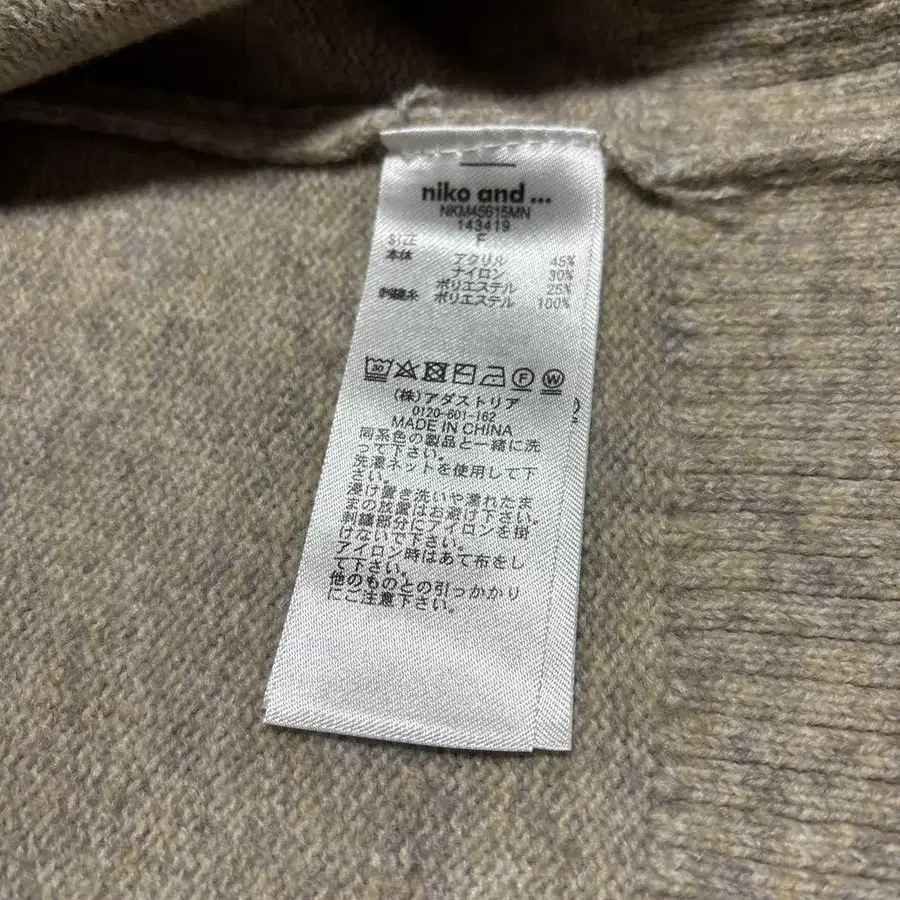 niko and ...
NKM45615MN
143419
SIZE F
本体 アクリル 45%
ナイロン 30%
ポリエステル 25%
刺繍糸 ポリエステル 100%
30 F W
(株)アダストリア
0120-601-162
MADE IN CHINA
同系色の製品と一緒に洗
って下さい。
洗濯ネットを使用して下
さい。
浸け置き洗いや濡れたま
まの放置はお避け下さい。
刺繍部分にアイロンを掛
けないで下さい。
アイロン時はあて布をし
て下さい。
他のものとの引っかかり
にご注意下さい。